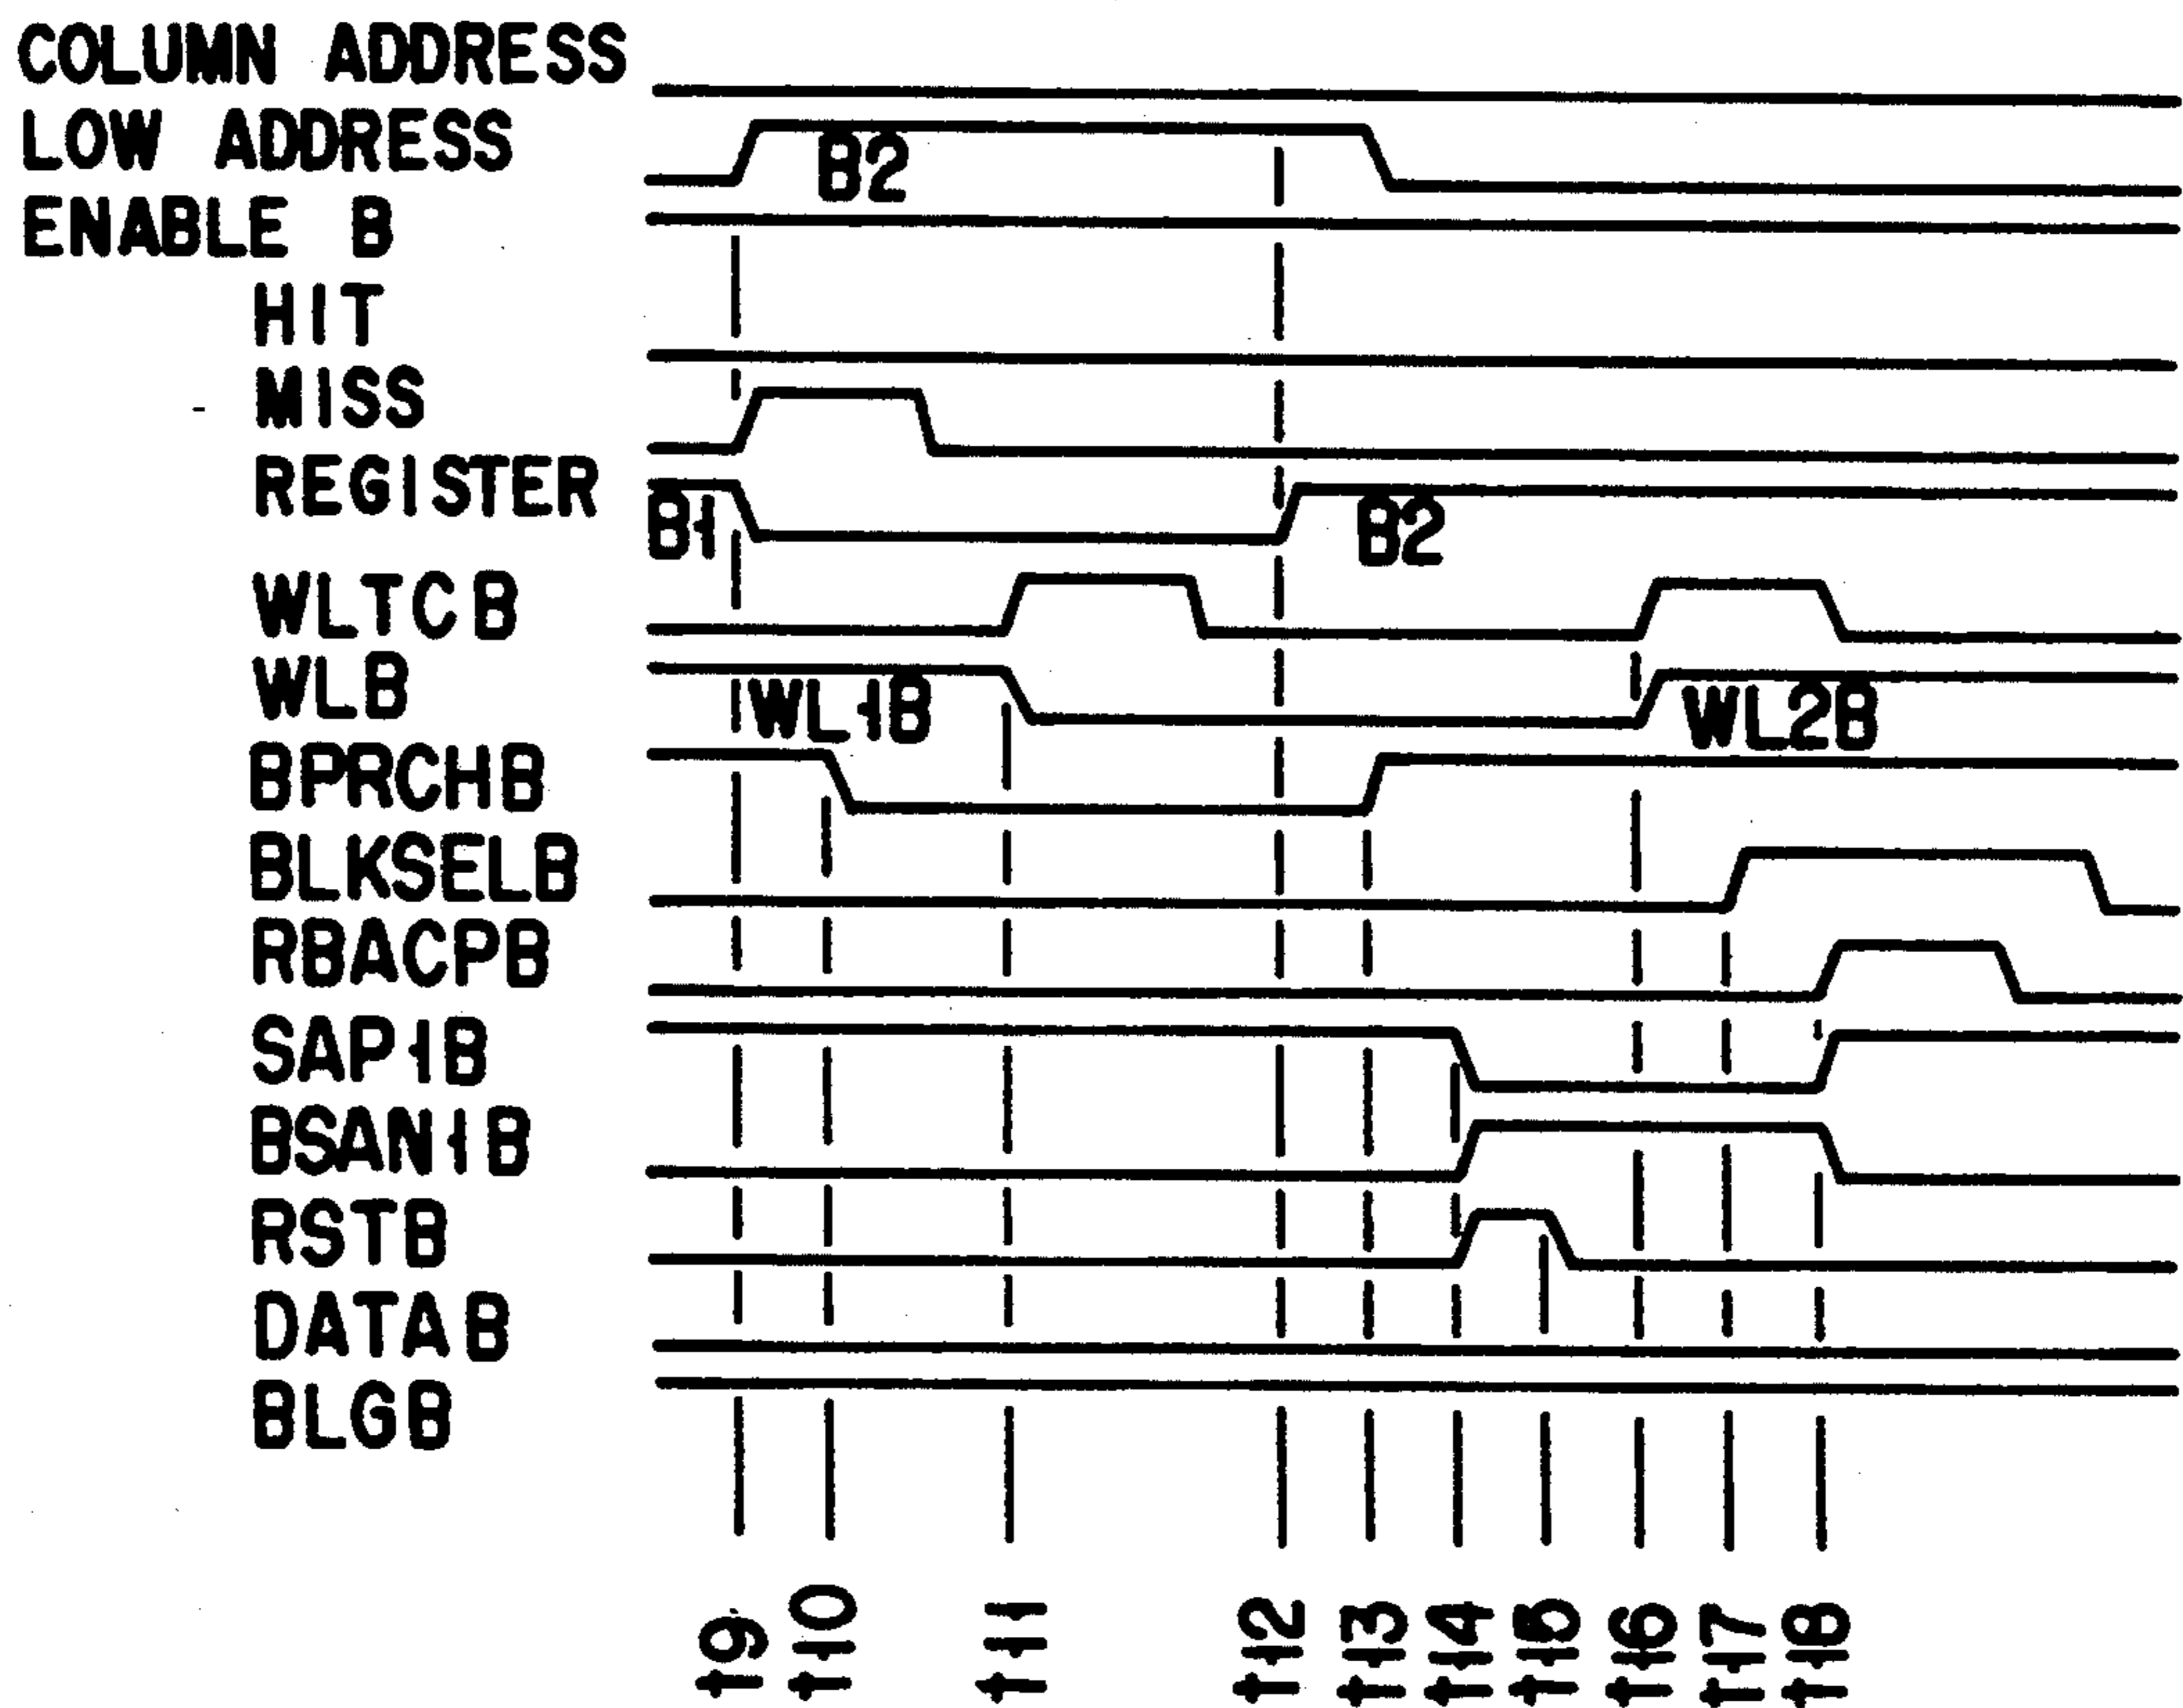 COLUMN ADDRESS
LOW ADDRESS
B2
ENABLE B
HIT
MISS
REGISTER
B1
B2
WLTCB
WLB
WL1B
WL2B
BPRCHB
BLKSELB
RBACPB
SAP1B
BSAN1B
RSTB
DATAB
BLGB
t9 t10 t11 t12 t13 t14 t15 t16 t17 t18